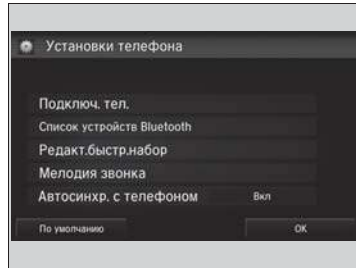 Установки телефона
Подключ. тел.
Список устройств Bluetooth
Редакт.быстр.набор
Мелодия звонка
Автосинхр. с телефоном Вкл
По умолчанию OK